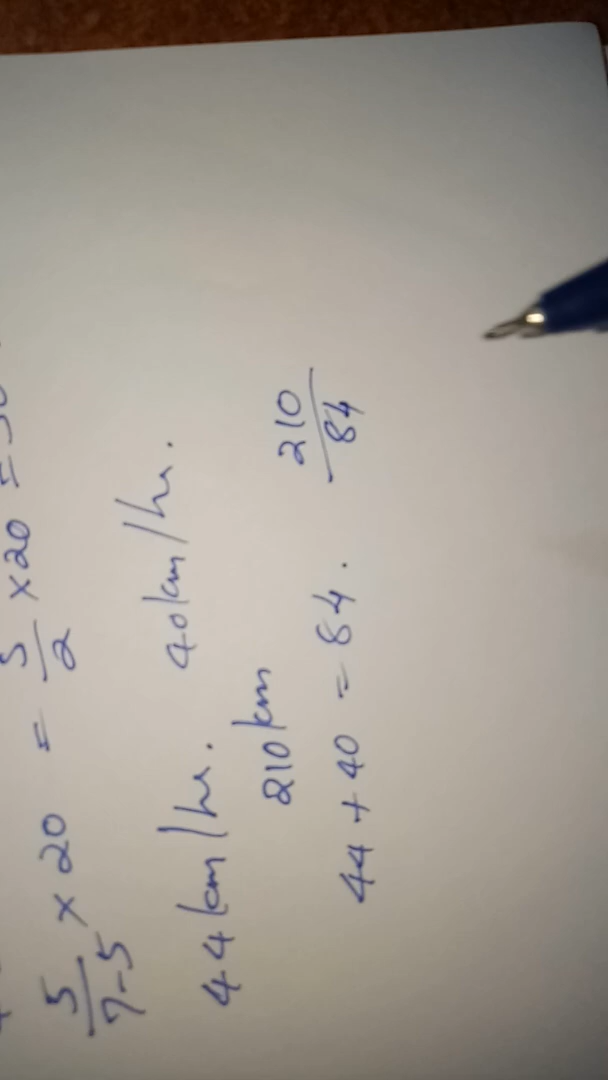 5/(7-5) × 20 = 5/2 × 20 =
44 km/hr. 40 km/hr.
210 km
44 + 40 = 84. 210/84